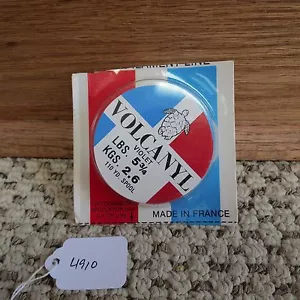 FILAMENT LINE
VOLCANYL
VIOLET
LBS. 5¾
KGS. 2,6
110 YD. SPOOL
MADE IN FRANCE
4910